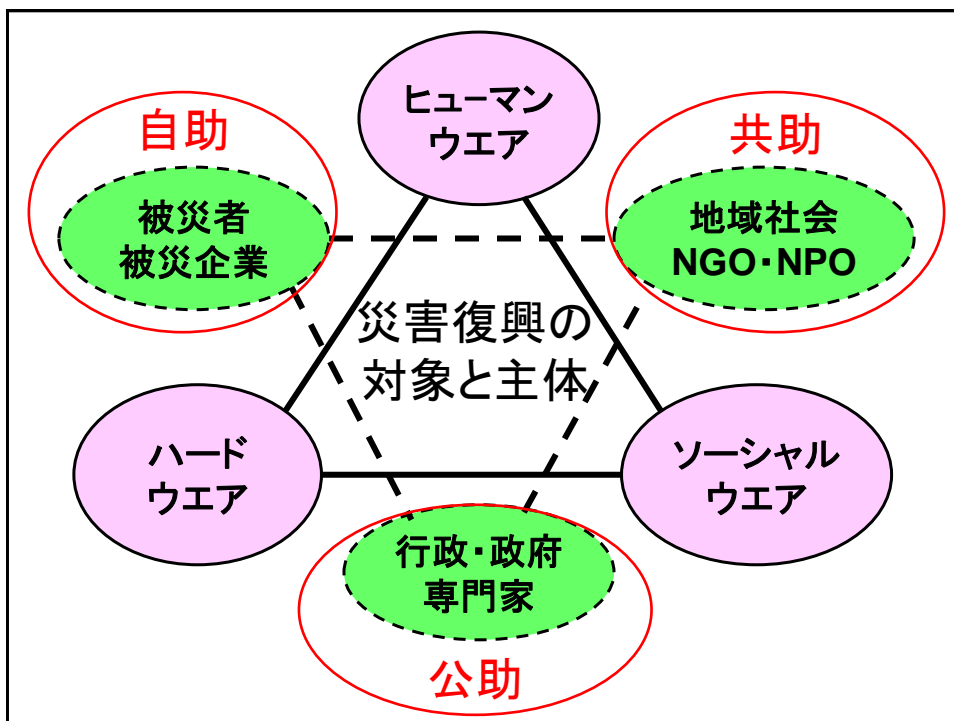 ヒューマン
ウエア
自助
被災者
被災企業
共助
地域社会
NGO・NPO
災害復興の
対象と主体
ハード
ウエア
ソーシャル
ウエア
行政・政府
専門家
公助